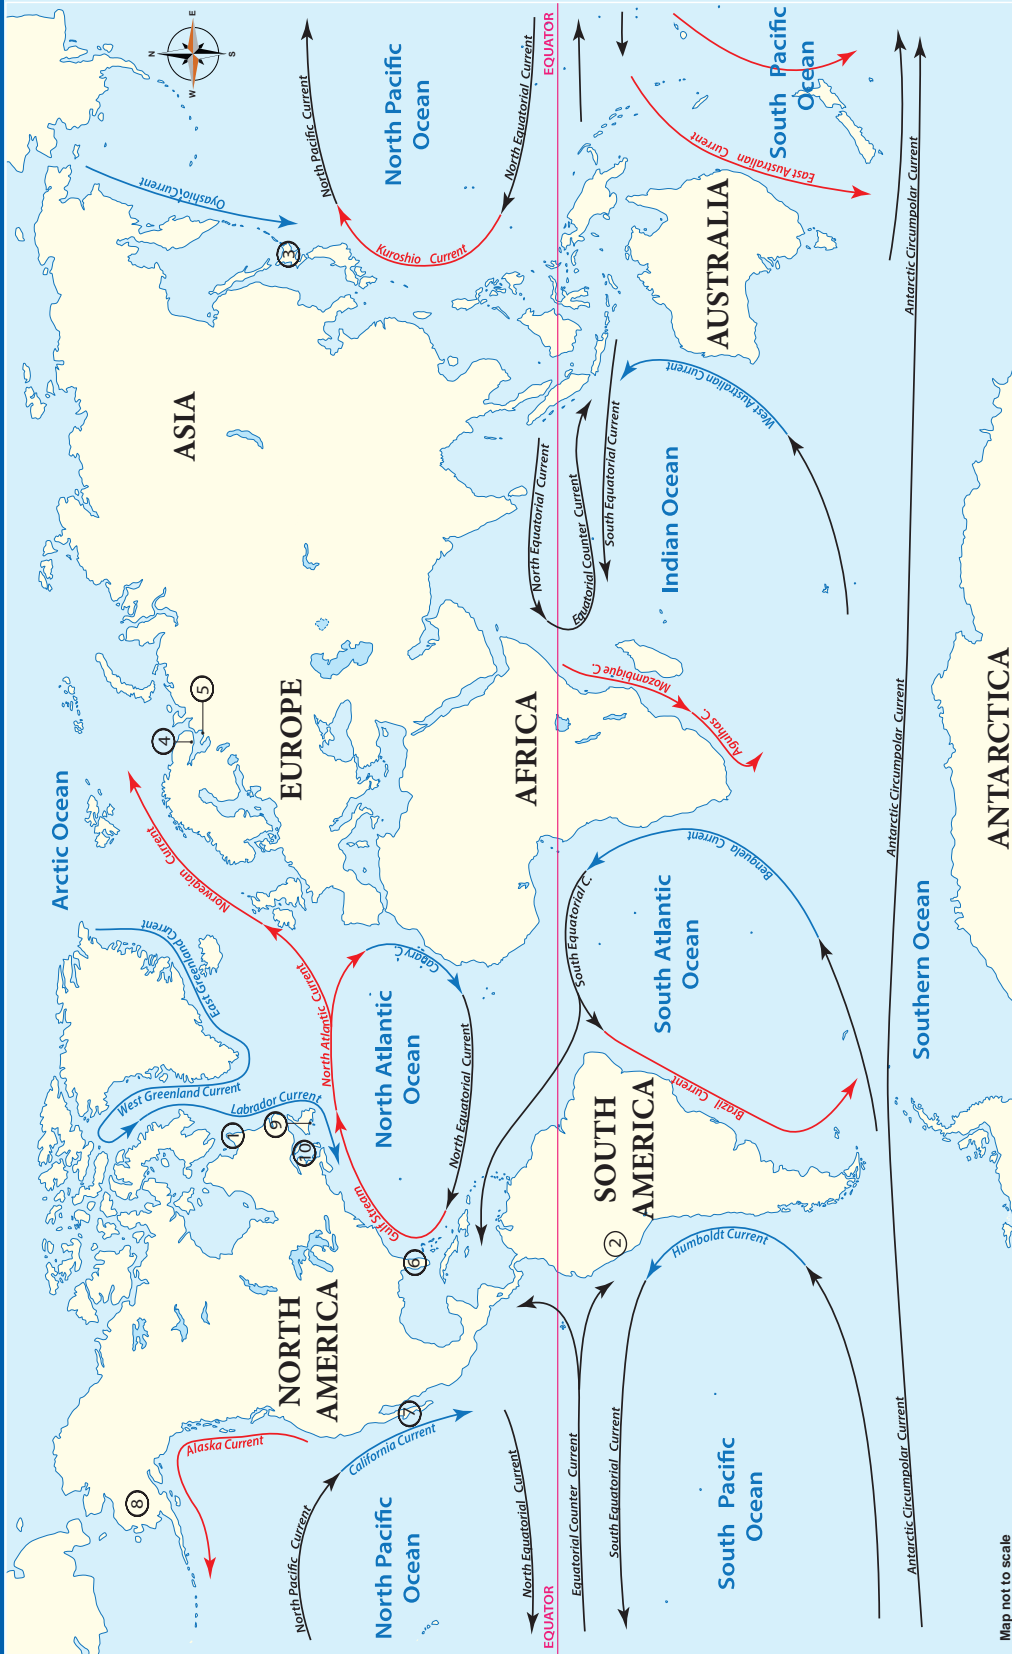 N
E
S
W
Arctic Ocean
ASIA
EUROPE
AFRICA
NORTH
AMERICA
SOUTH
AMERICA
AUSTRALIA
ANTARCTICA
North Pacific
Ocean
North Pacific
Ocean
North Atlantic
Ocean
South Atlantic
Ocean
Indian Ocean
South Pacific
Ocean
South Pacific
Ocean
Southern Ocean
EQUATOR
EQUATOR
North Pacific Current
Alaska Current
California Current
North Equatorial Current
Equatorial Counter Current
South Equatorial Current
Humboldt Current
Antarctic Circumpolar Current
West Greenland Current
East Greenland Current
Labrador Current
Gulf Stream
North Atlantic Current
Norwegian Current
Canary C.
North Equatorial Current
South Equatorial C.
Brazil Current
Benguela Current
Antarctic Circumpolar Current
Mozambique C.
Agulhas C.
North Equatorial Current
Equatorial Counter Current
South Equatorial Current
West Australian Current
Antarctic Circumpolar Current
Oyashio Current
Kuroshio Current
North Pacific Current
North Equatorial Current
East Australian Current
Antarctic Circumpolar Current
Antarctic Circumpolar Current
1
2
3
4
5
6
7
8
9
10
Map not to scale